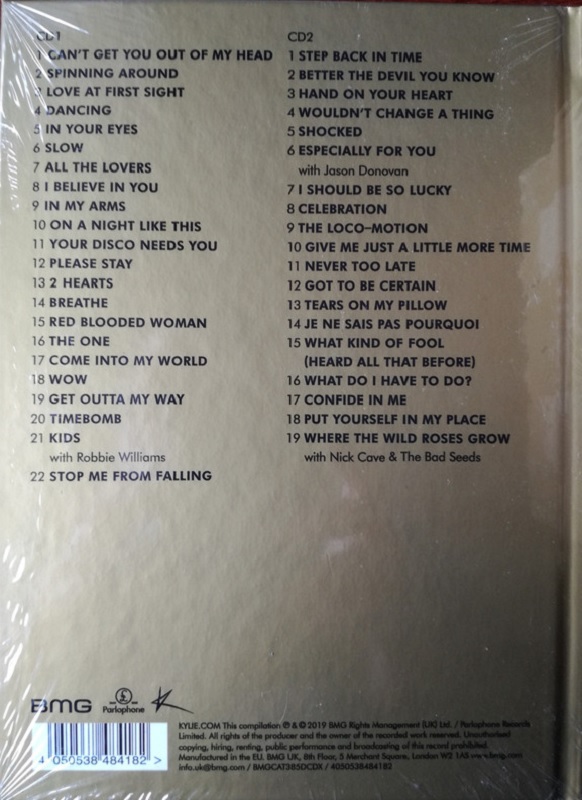 CD1
1 CAN'T GET YOU OUT OF MY HEAD
2 SPINNING AROUND
3 LOVE AT FIRST SIGHT
4 DANCING
5 IN YOUR EYES
6 SLOW
7 ALL THE LOVERS
8 I BELIEVE IN YOU
9 IN MY ARMS
10 ON A NIGHT LIKE THIS
11 YOUR DISCO NEEDS YOU
12 PLEASE STAY
13 2 HEARTS
14 BREATHE
15 RED BLOODED WOMAN
16 THE ONE
17 COME INTO MY WORLD
18 WOW
19 GET OUTTA MY WAY
20 TIMEBOMB
21 KIDS
with Robbie Williams
22 STOP ME FROM FALLING
CD2
1 STEP BACK IN TIME
2 BETTER THE DEVIL YOU KNOW
3 HAND ON YOUR HEART
4 WOULDN'T CHANGE A THING
5 SHOCKED
6 ESPECIALLY FOR YOU
with Jason Donovan
7 I SHOULD BE SO LUCKY
8 CELEBRATION
9 THE LOCO-MOTION
10 GIVE ME JUST A LITTLE MORE TIME
11 NEVER TOO LATE
12 GOT TO BE CERTAIN
13 TEARS ON MY PILLOW
14 JE NE SAIS PAS POURQUOI
15 WHAT KIND OF FOOL
(HEARD ALL THAT BEFORE)
16 WHAT DO I HAVE TO DO?
17 CONFIDE IN ME
18 PUT YOURSELF IN MY PLACE
19 WHERE THE WILD ROSES GROW
with Nick Cave & The Bad Seeds
BMG
£
Parlophone
K
KYLIE.COM This compilation ℗ & © 2019 BMG Rights Management (UK) Ltd. / Parlophone Records
Limited. All rights of the producer and the owner of the recorded work reserved. Unauthorised
copying, hiring, renting, public performance and broadcasting of this record prohibited.
Manufactured in the EU. BMG UK, 8th Floor, 5 Merchant Square, London W2 1AS www.bmg.com
info.uk@bmg.com / BMGCAT385DCDX / 4050538484182
4 050538 484182 >